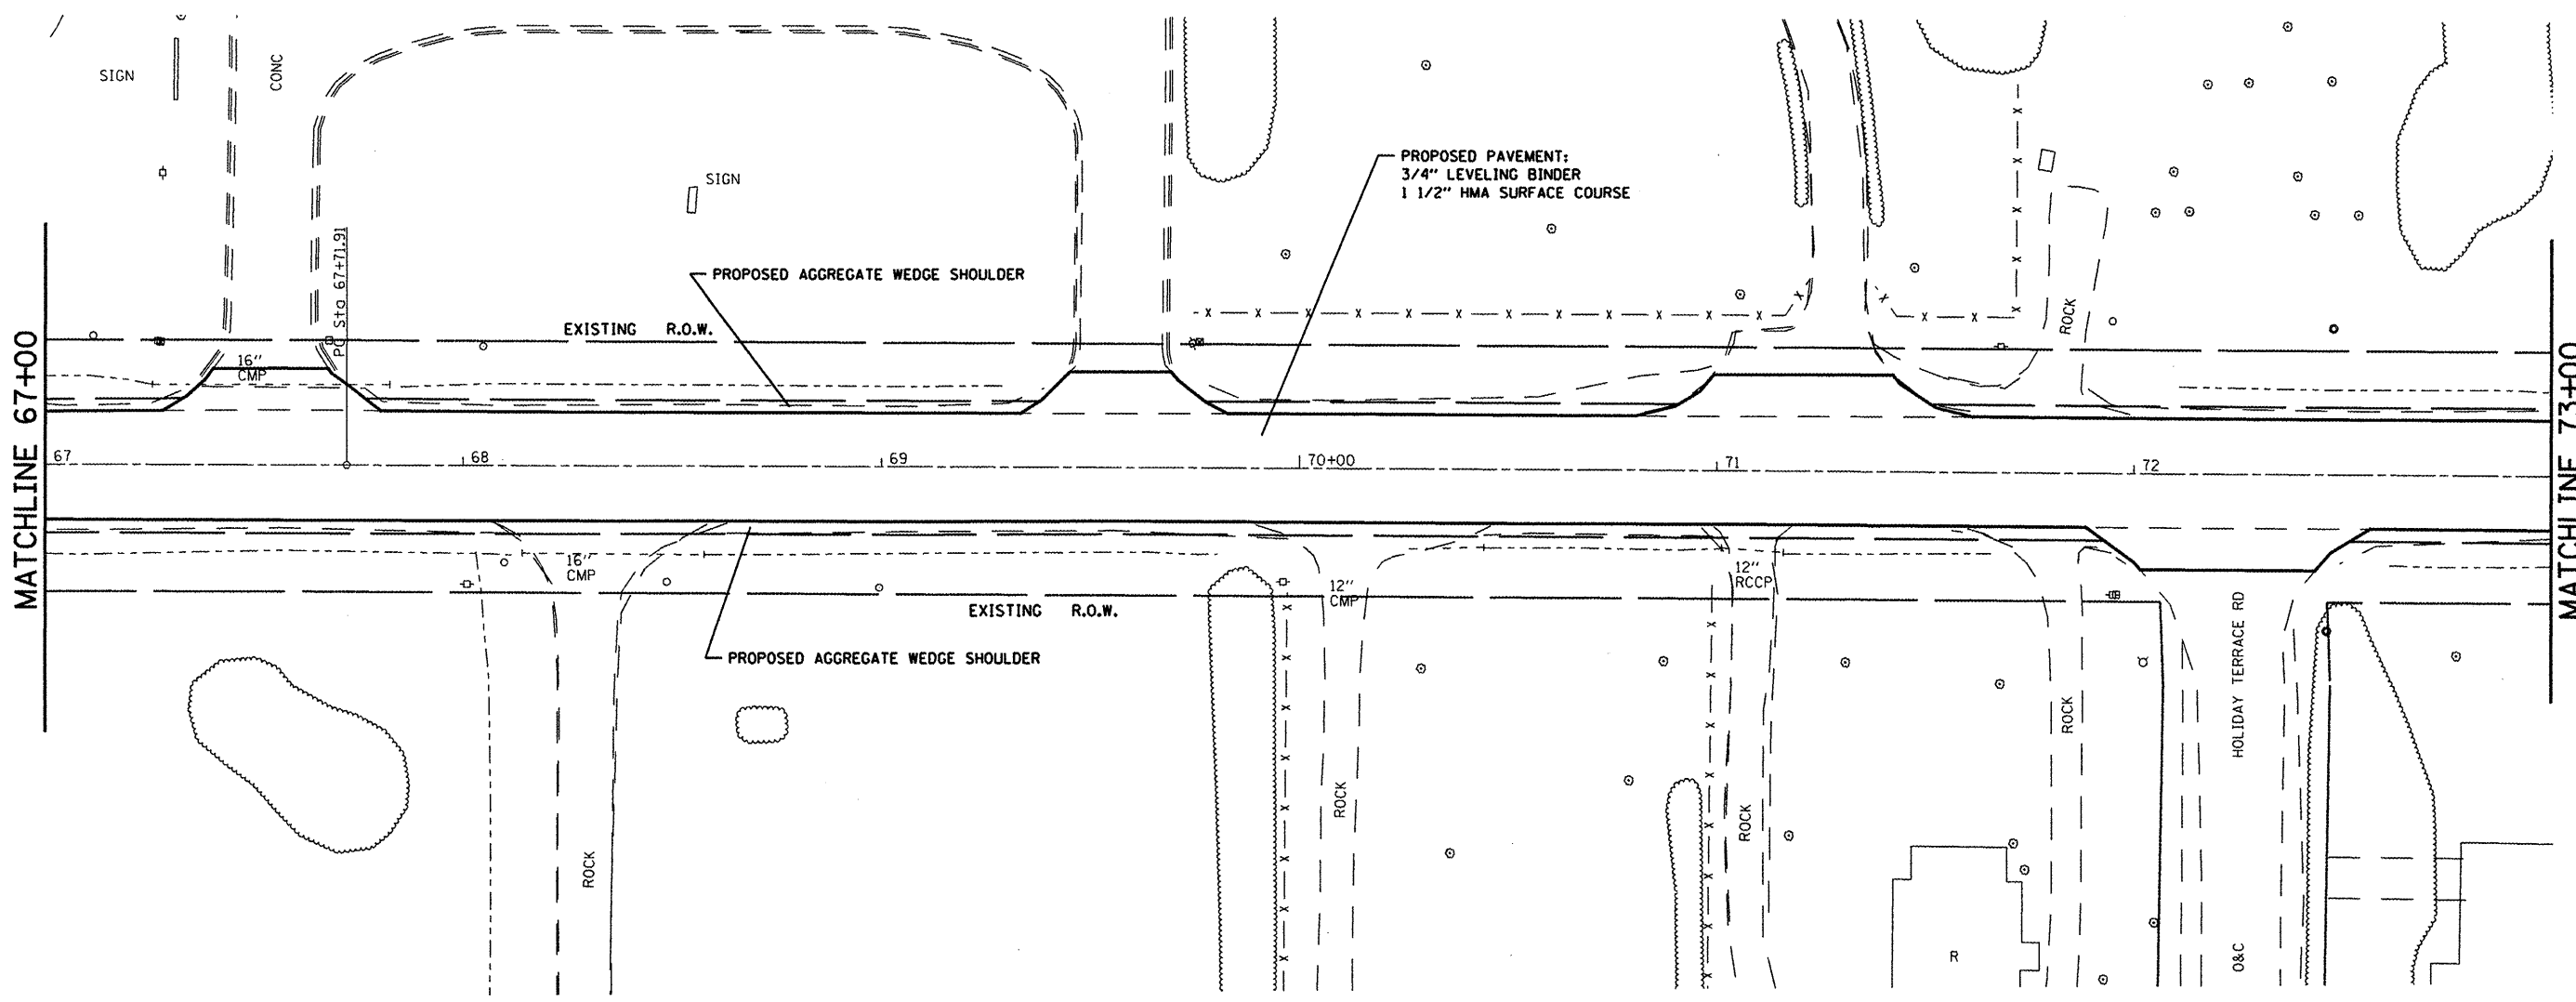 SIGN
CONC
SIGN
PROPOSED PAVEMENT:
3/4" LEVELING BINDER
1 1/2" HMA SURFACE COURSE
PC Sta 67+71.91
PROPOSED AGGREGATE WEDGE SHOULDER
EXISTING R.O.W.
ROCK
16"
CMP
MATCHLINE 67+00
67
68
69
70+00
71
72
MATCHLINE 73+00
16"
CMP
12"
CMP
12"
RCCP
EXISTING R.O.W.
PROPOSED AGGREGATE WEDGE SHOULDER
HOLIDAY TERRACE RD
ROCK
ROCK
ROCK
ROCK
R
O&C